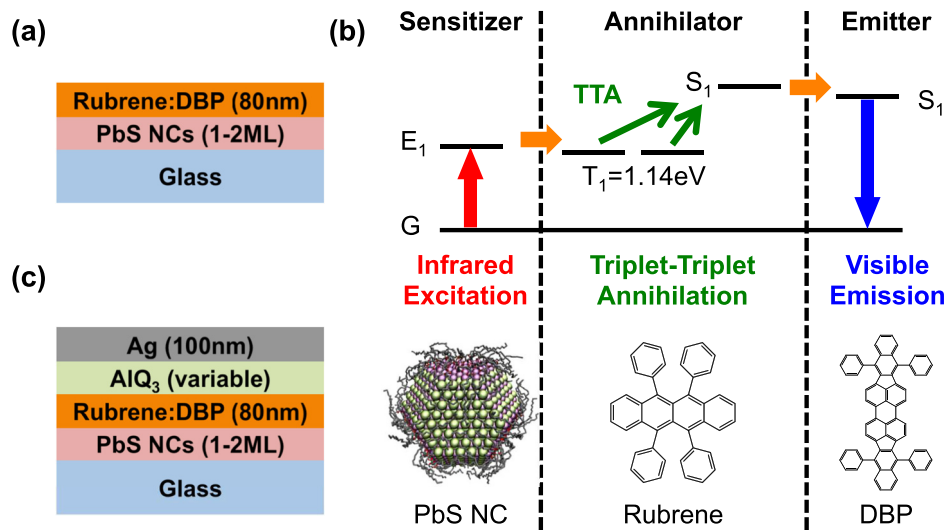 (a)
Rubrene:DBP (80nm)
PbS NCs (1-2ML)
Glass
(b)
Sensitizer
Annihilator
Emitter
TTA
S1
S1
E1
T1=1.14eV
G
Infrared
Excitation
Triplet-Triplet
Annihilation
Visible
Emission
PbS NC
Rubrene
DBP
(c)
Ag (100nm)
AlQ3 (variable)
Rubrene:DBP (80nm)
PbS NCs (1-2ML)
Glass